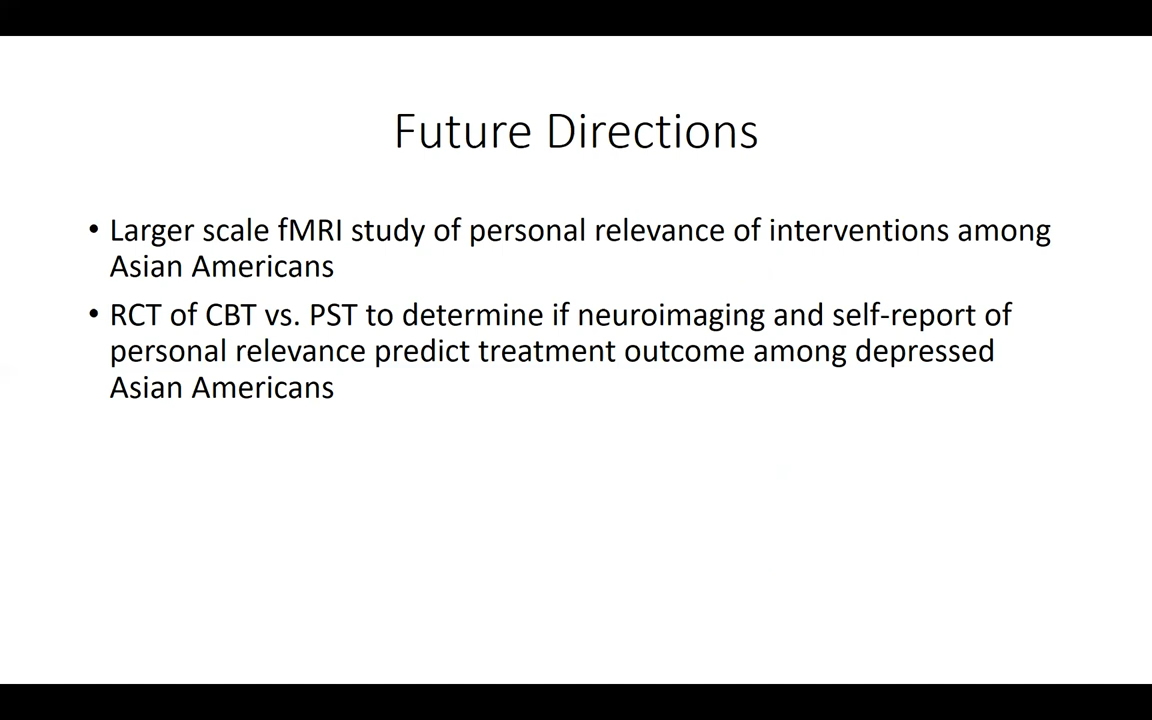 Future Directions
• Larger scale fMRI study of personal relevance of interventions among
Asian Americans
• RCT of CBT vs. PST to determine if neuroimaging and self-report of
personal relevance predict treatment outcome among depressed
Asian Americans